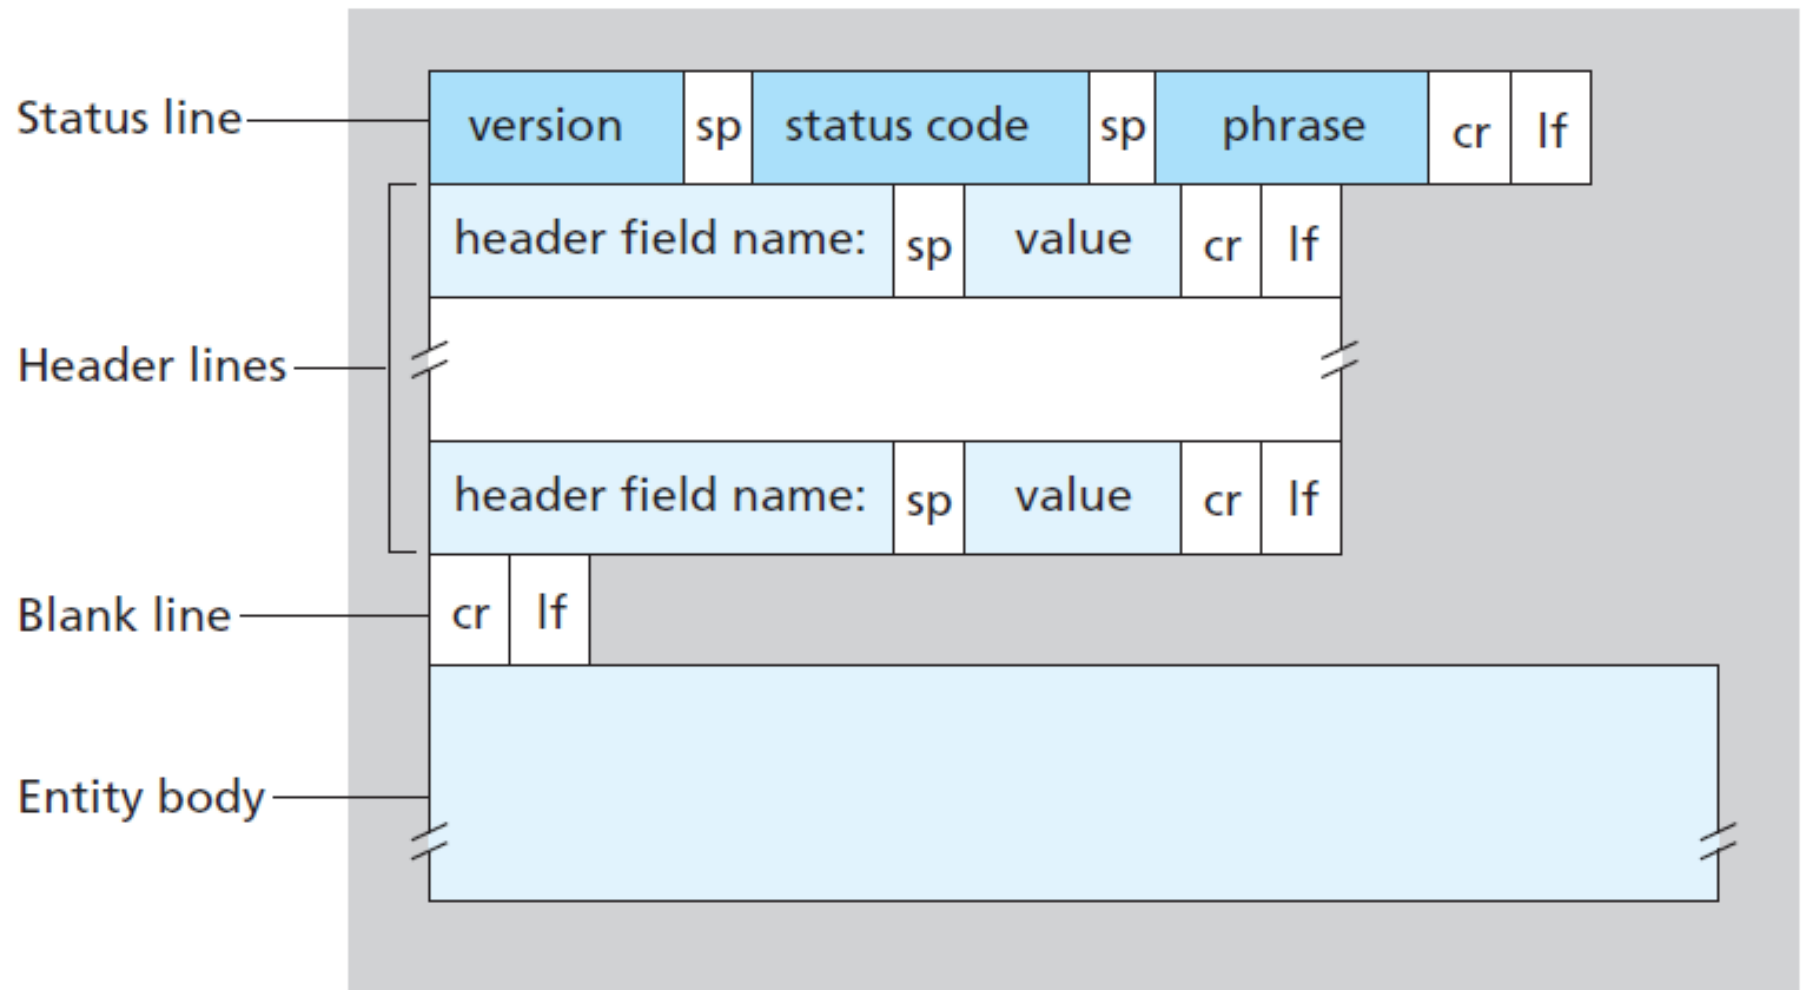 Status line version sp status code sp phrase cr lf
header field name: sp value cr lf
Header lines
header field name: sp value cr lf
Blank line cr lf
Entity body